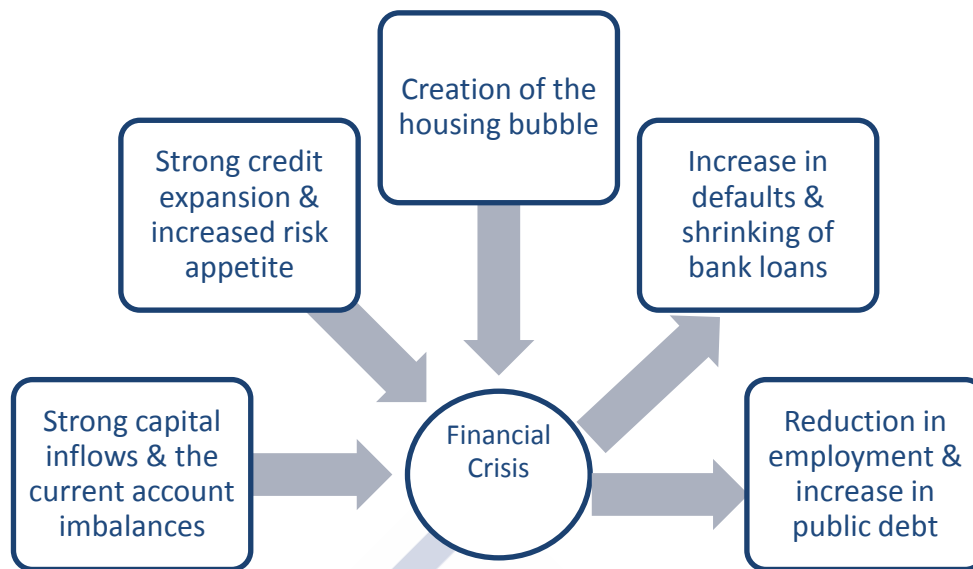 Creation of the
housing bubble
Strong credit
expansion &
increased risk
appetite
Increase in
defaults &
shrinking of
bank loans
Strong capital
inflows & the
current account
imbalances
Financial
Crisis
Reduction in
employment &
increase in
public debt